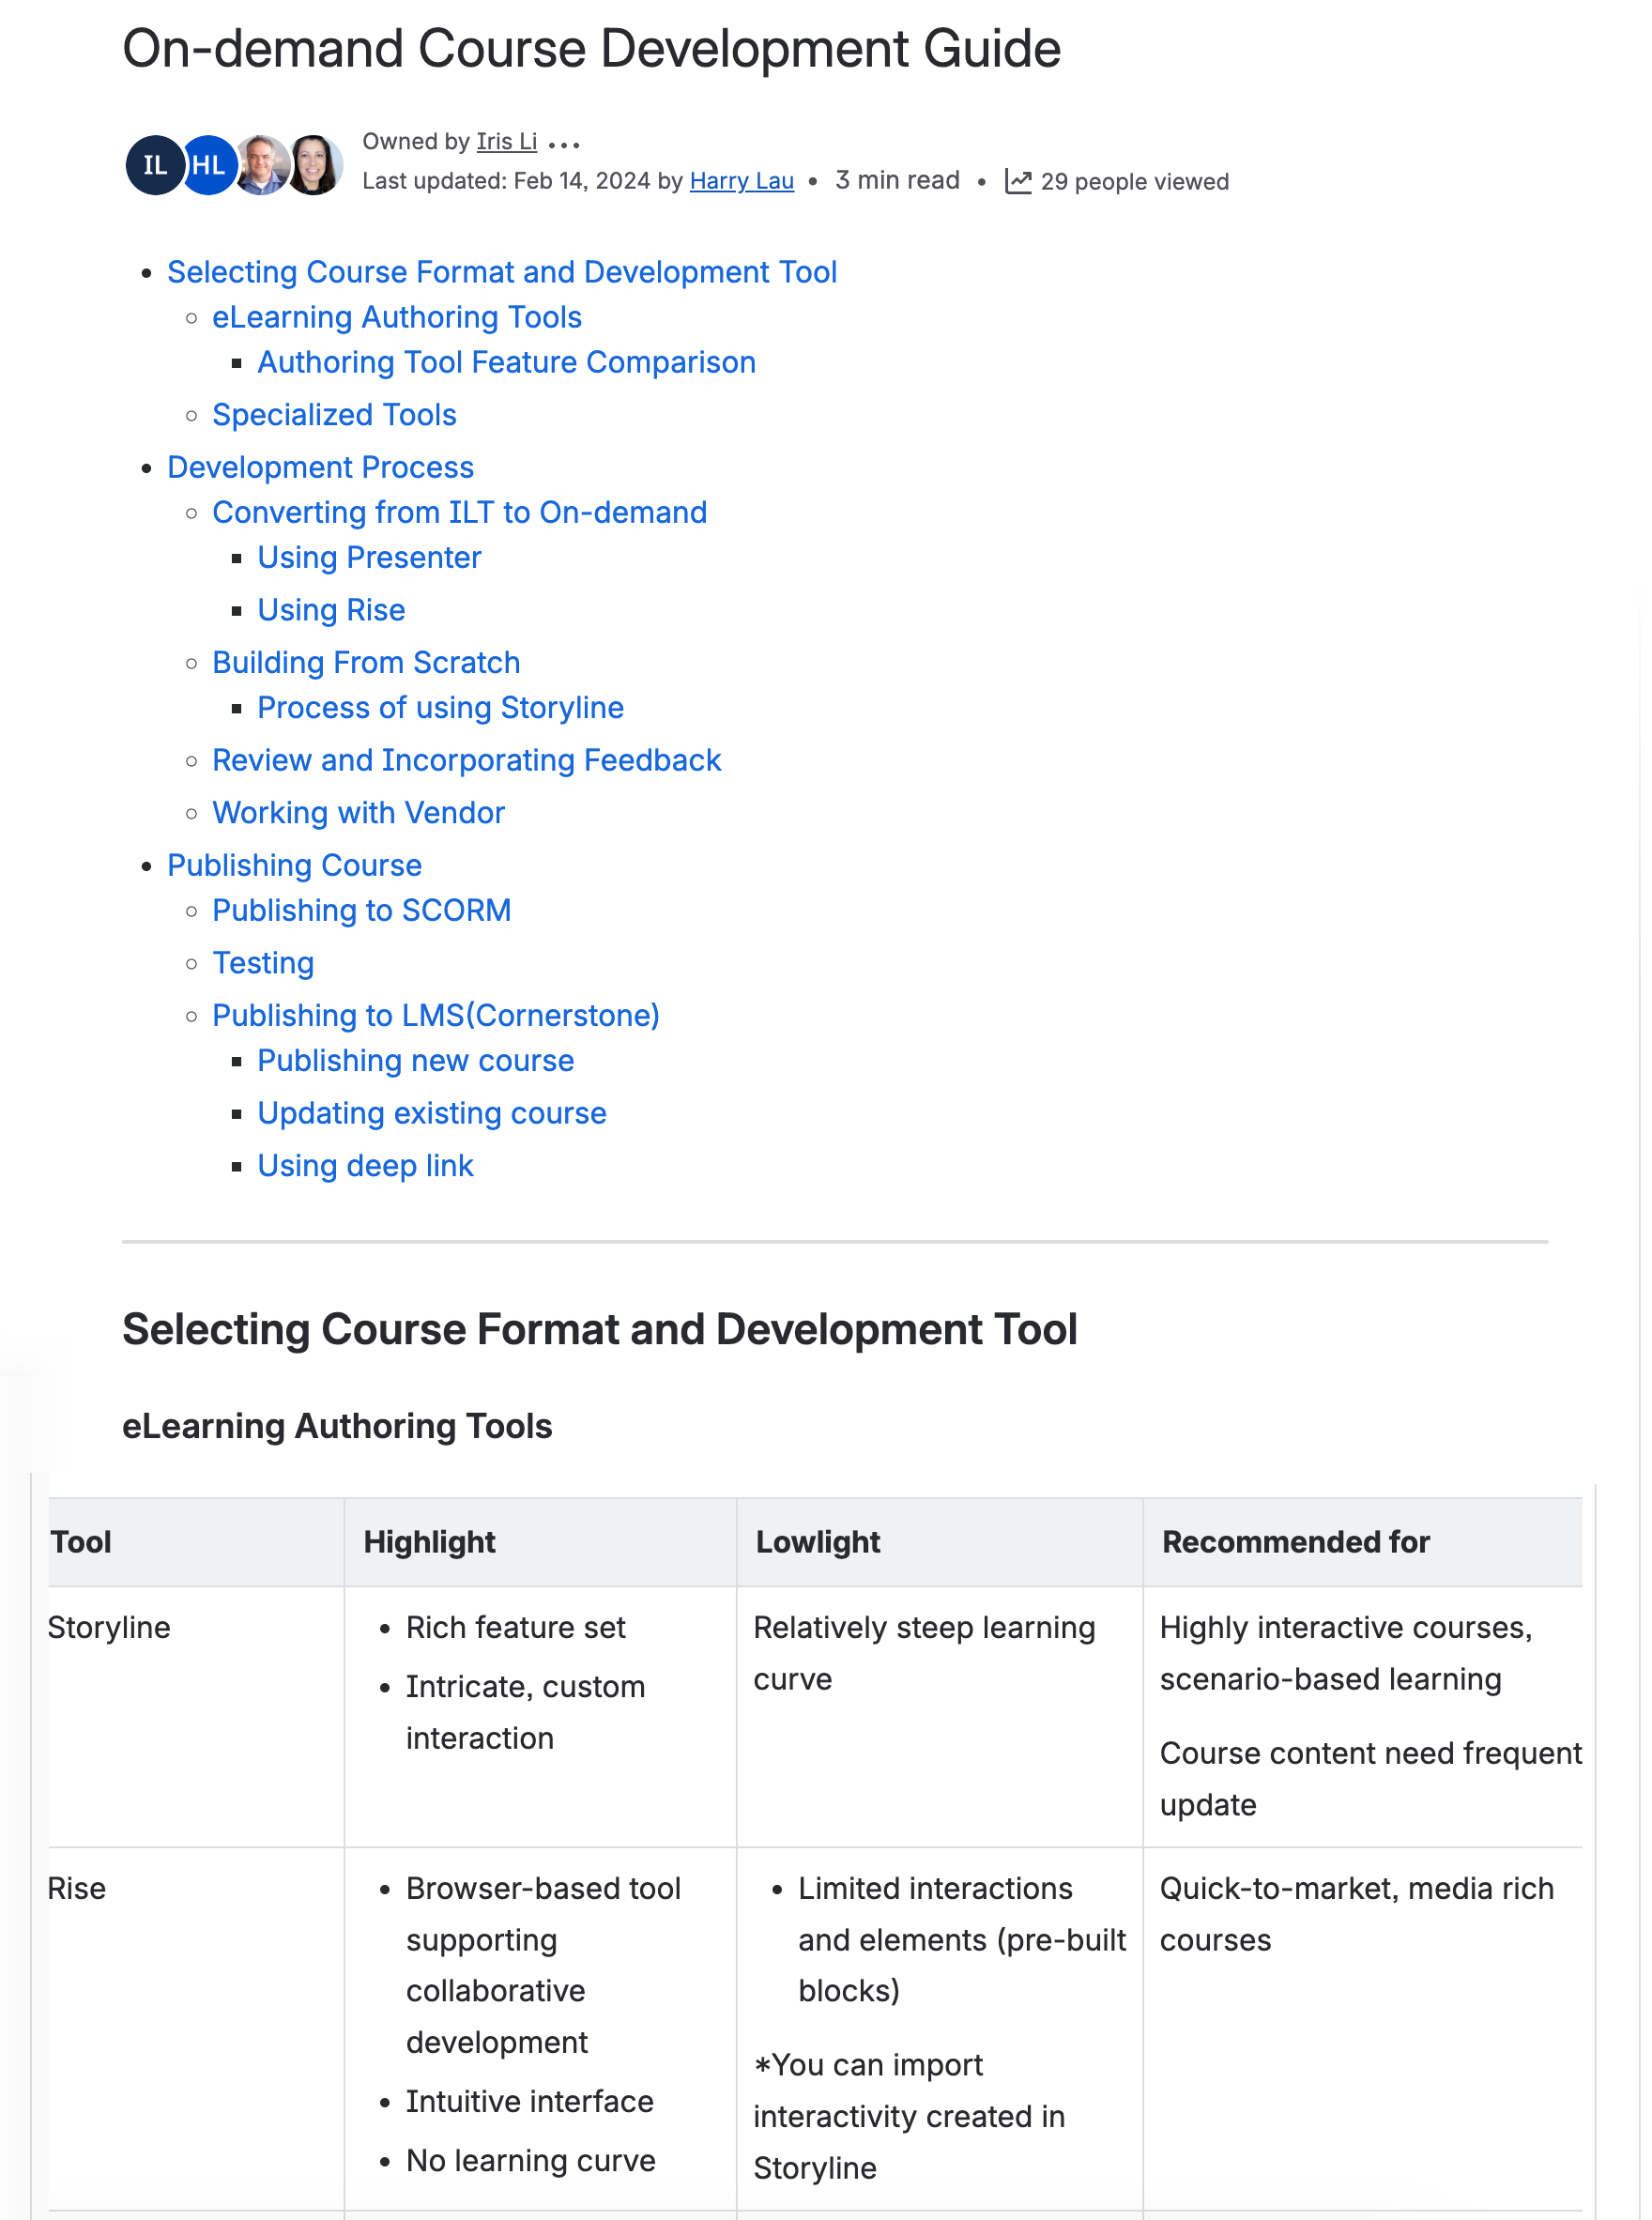 On-demand Course Development Guide
IL HL
Owned by Iris Li •••
Last updated: Feb 14, 2024 by Harry Lau • 3 min read • 29 people viewed
• Selecting Course Format and Development Tool
○ eLearning Authoring Tools
▪ Authoring Tool Feature Comparison
○ Specialized Tools
• Development Process
○ Converting from ILT to On-demand
▪ Using Presenter
▪ Using Rise
○ Building From Scratch
▪ Process of using Storyline
○ Review and Incorporating Feedback
○ Working with Vendor
• Publishing Course
○ Publishing to SCORM
○ Testing
○ Publishing to LMS(Cornerstone)
▪ Publishing new course
▪ Updating existing course
▪ Using deep link
Selecting Course Format and Development Tool
eLearning Authoring Tools
Tool Highlight Lowlight Recommended for
Storyline
• Rich feature set
• Intricate, custom
interaction
Relatively steep learning
curve
Highly interactive courses,
scenario-based learning
Course content need frequent
update
Rise
• Browser-based tool
supporting
collaborative
development
• Intuitive interface
• No learning curve
• Limited interactions
and elements (pre-built
blocks)
*You can import
interactivity created in
Storyline
Quick-to-market, media rich
courses